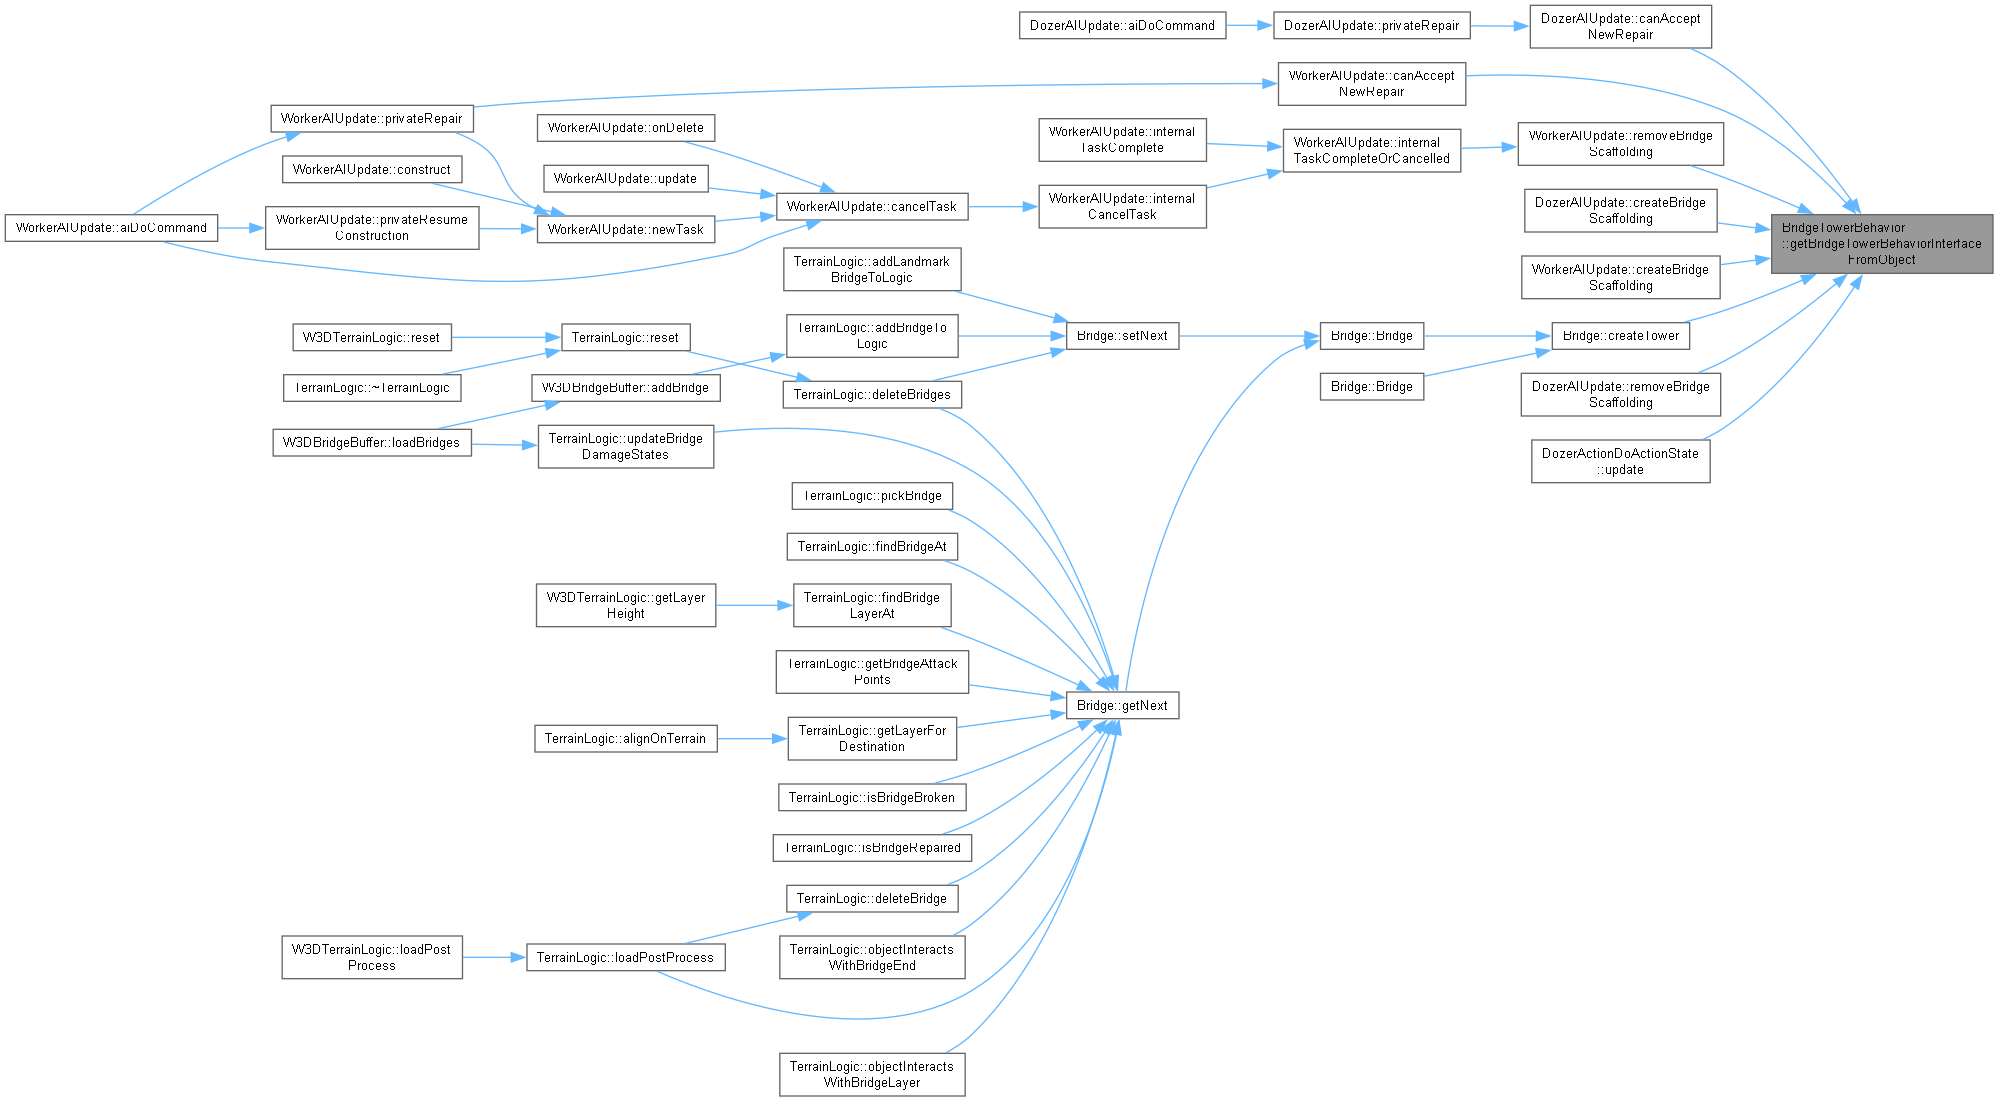 DozerAIUpdate::aiDoCommand
DozerAIUpdate::privateRepair
DozerAIUpdate::canAccept
NewRepair
WorkerAIUpdate::canAccept
NewRepair
WorkerAIUpdate::privateRepair
WorkerAIUpdate::onDelete
WorkerAIUpdate::internal
TaskComplete
WorkerAIUpdate::internal
TaskCompleteOrCancelled
WorkerAIUpdate::removeBridge
Scaffolding
WorkerAIUpdate::construct
WorkerAIUpdate::update
WorkerAIUpdate::cancelTask
WorkerAIUpdate::internal
CancelTask
DozerAIUpdate::createBridge
Scaffolding
WorkerAIUpdate::aiDoCommand
WorkerAIUpdate::privateResume
Construction
WorkerAIUpdate::newTask
BridgeTowerBehavior
::getBridgeTowerBehaviorInterface
FromObject
TerrainLogic::addLandmark
BridgeToLogic
WorkerAIUpdate::createBridge
Scaffolding
W3DTerrainLogic::reset
TerrainLogic::reset
TerrainLogic::addBridgeTo
Logic
Bridge::setNext
Bridge::Bridge
Bridge::createTower
TerrainLogic::~TerrainLogic
W3DBridgeBuffer::addBridge
TerrainLogic::deleteBridges
Bridge::Bridge
DozerAIUpdate::removeBridge
Scaffolding
W3DBridgeBuffer::loadBridges
TerrainLogic::updateBridge
DamageStates
DozerActionDoActionState
::update
TerrainLogic::pickBridge
TerrainLogic::findBridgeAt
W3DTerrainLogic::getLayer
Height
TerrainLogic::findBridge
LayerAt
TerrainLogic::getBridgeAttack
Points
Bridge::getNext
TerrainLogic::alignOnTerrain
TerrainLogic::getLayerFor
Destination
TerrainLogic::isBridgeBroken
TerrainLogic::isBridgeRepaired
TerrainLogic::deleteBridge
W3DTerrainLogic::loadPost
Process
TerrainLogic::loadPostProcess
TerrainLogic::objectInteracts
WithBridgeEnd
TerrainLogic::objectInteracts
WithBridgeLayer